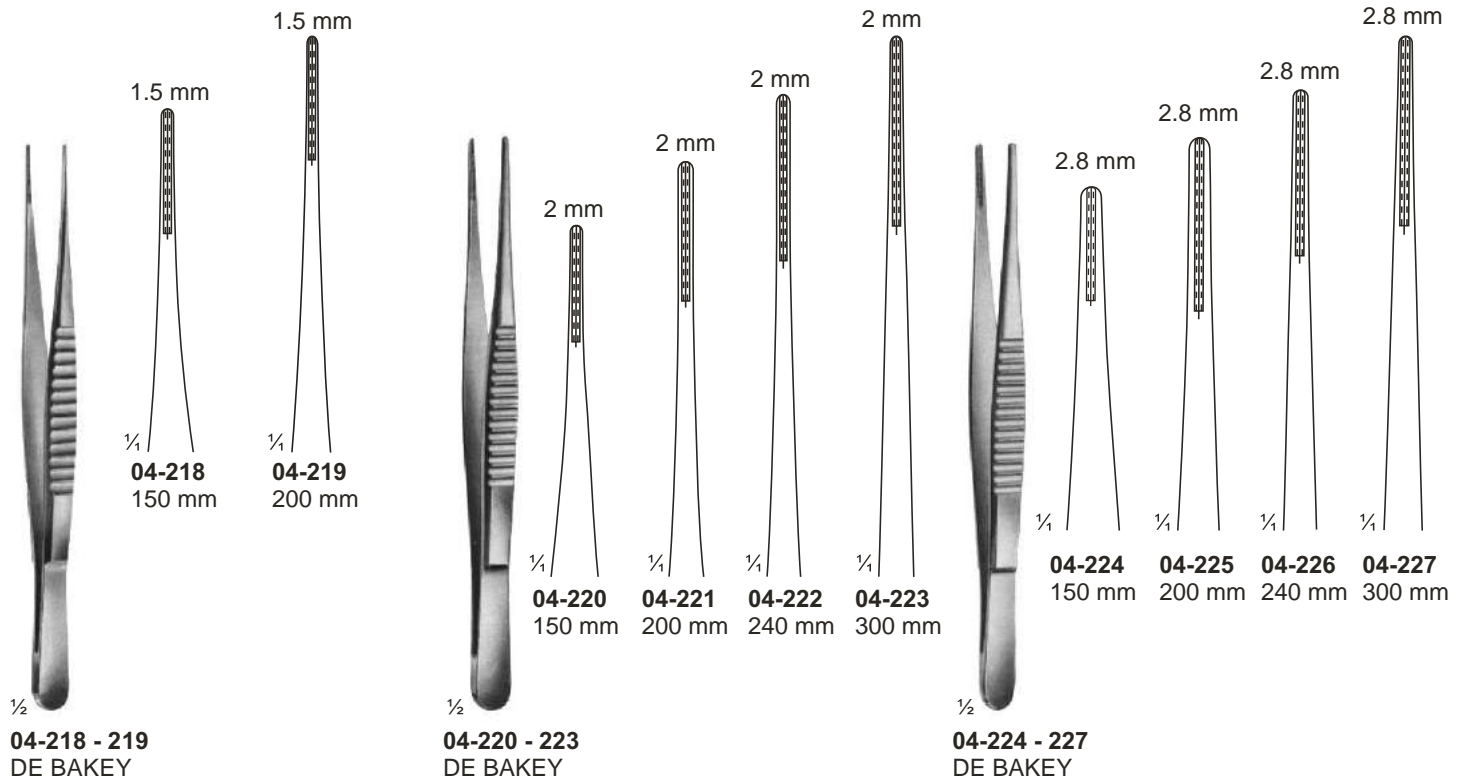 1.5 mm
1.5 mm
¹⁄₁
04-218
150 mm
¹⁄₁
04-219
200 mm
½
04-218 - 219
DE BAKEY
2 mm
2 mm
2 mm
2 mm
¹⁄₁
04-220
150 mm
¹⁄₁
04-221
200 mm
¹⁄₁
04-222
240 mm
¹⁄₁
04-223
300 mm
½
04-220 - 223
DE BAKEY
2.8 mm
2.8 mm
2.8 mm
2.8 mm
¹⁄₁
04-224
150 mm
¹⁄₁
04-225
200 mm
¹⁄₁
04-226
240 mm
¹⁄₁
04-227
300 mm
½
04-224 - 227
DE BAKEY